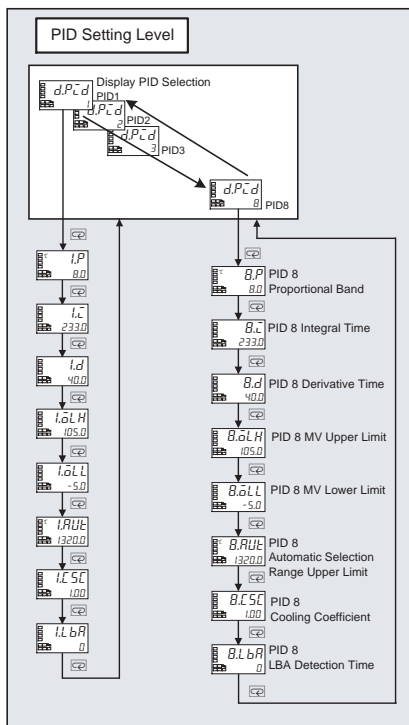 PID Setting Level
Display PID Selection
d.Pid
1
PID1
d.Pid
2
PID2
d.Pid
3
PID3
d.Pid
8
PID8
°C
1.P
8.0
1.i
233.0
1.d
40.0
1.oLH
105.0
1.oLL
-5.0
°C
1.AUt
1320.0
1.CSC
1.00
1.LbA
0
°C
8.P
8.0
PID 8
Proportional Band
8.i
233.0
PID 8 Integral Time
8.d
40.0
PID 8 Derivative Time
8.oLH
105.0
PID 8 MV Upper Limit
8.oLL
-5.0
PID 8 MV Lower Limit
°C
8.AUt
1320.0
PID 8
Automatic Selection
Range Upper Limit
8.CSC
1.00
PID 8
Cooling Coefficient
8.LbA
0
PID 8
LBA Detection Time